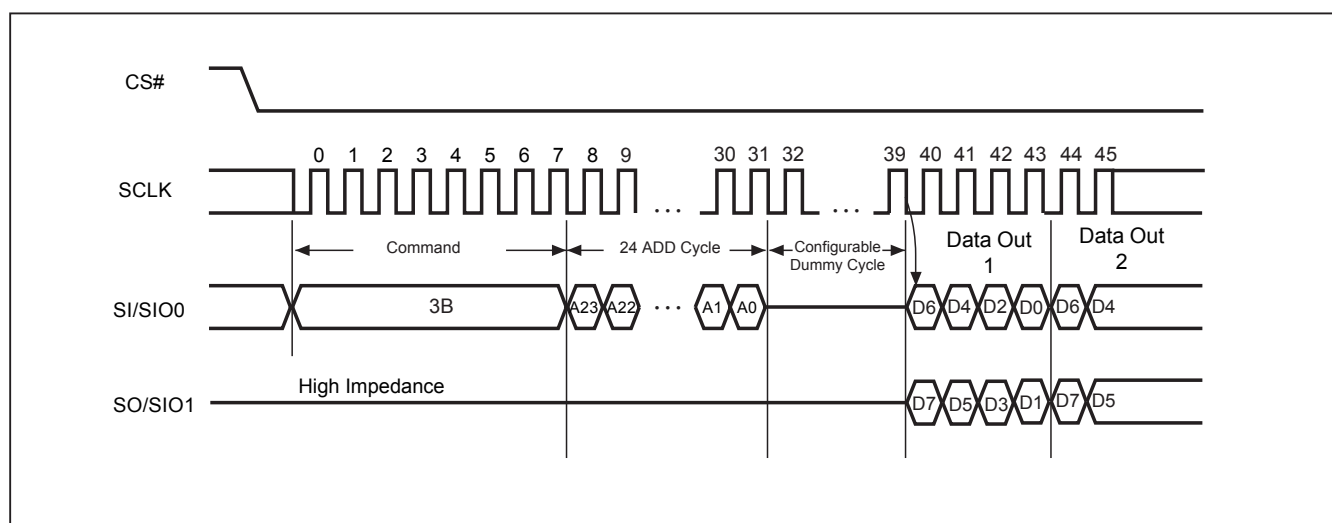 CS#
0 1 2 3 4 5 6 7 8 9 30 31 32 39 40 41 42 43 44 45
SCLK
... ...
Command 24 ADD Cycle Configurable Dummy Cycle Data Out 1 Data Out 2
SI/SIO0 3B A23 A22 ... A1 A0 D6 D4 D2 D0 D6 D4
High Impedance
SO/SIO1 D7 D5 D3 D1 D7 D5